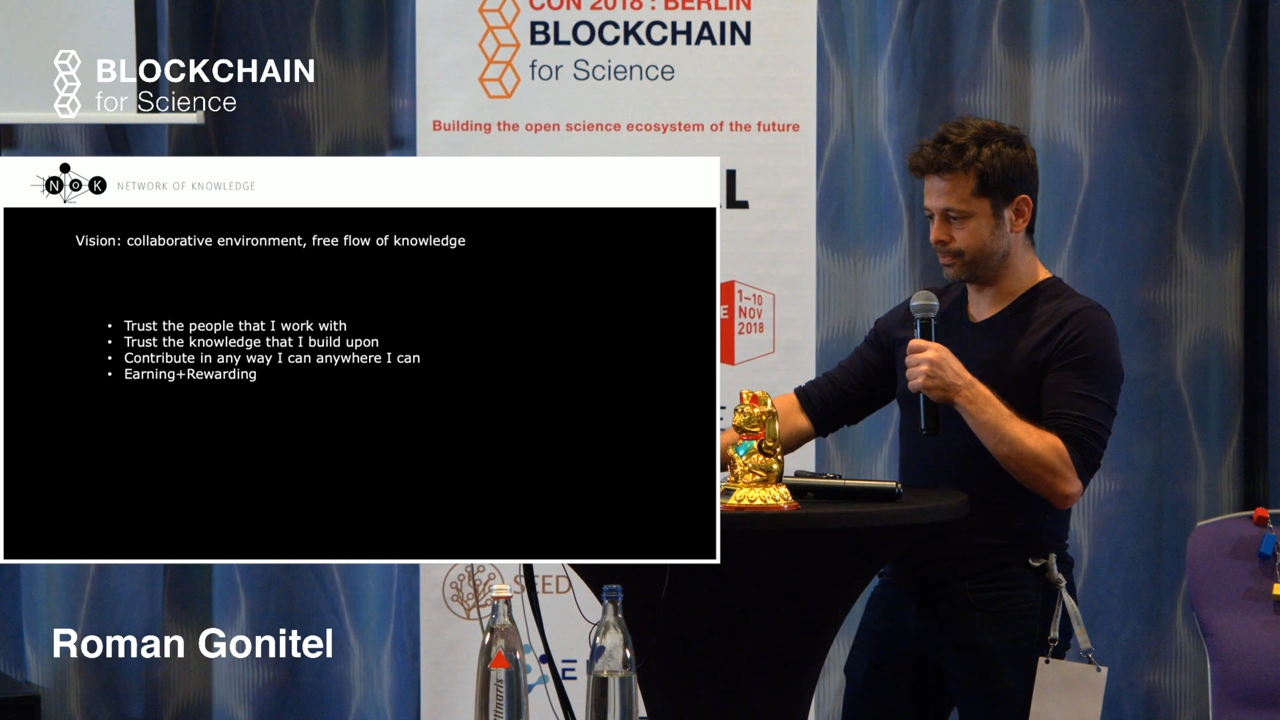 CON 2018 : BERLIN
BLOCKCHAIN
for Science
Building the open science ecosystem of the future
BLOCKCHAIN
for Science
NOK NETWORK OF KNOWLEDGE
Vision: collaborative environment, free flow of knowledge
• Trust the people that I work with
• Trust the knowledge that I build upon
• Contribute in any way I can anywhere I can
• Earning+Rewarding
L
E
1–10
NOV
2018
E
SEED
E
Roman Gonitel